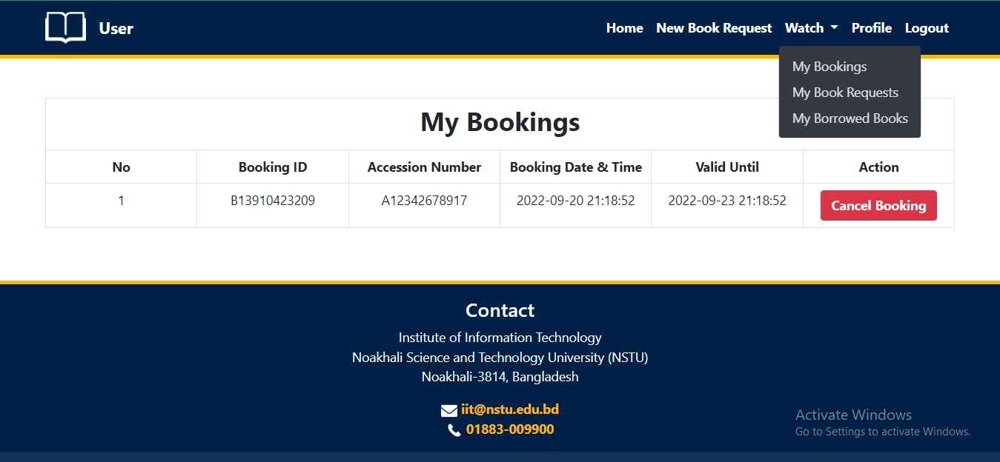 User
Home New Book Request Watch Profile Logout
My Bookings
My Book Requests
My Borrowed Books
My Bookings
No Booking ID Accession Number Booking Date & Time Valid Until Action
1 B13910423209 A12342678917 2022-09-20 21:18:52 2022-09-23 21:18:52 Cancel Booking
Contact
Institute of Information Technology
Noakhali Science and Technology University (NSTU)
Noakhali-3814, Bangladesh
iit@nstu.edu.bd
01883-009900
Activate Windows
Go to Settings to activate Windows.